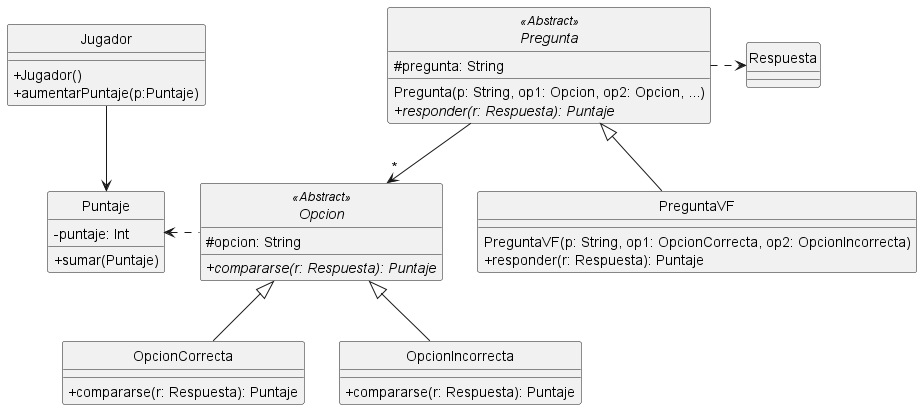 Jugador
+Jugador()
+aumentarPuntaje(p:Puntaje)
«Abstract»
Pregunta
#pregunta: String
Pregunta(p: String, op1: Opcion, op2: Opcion, ...)
+responder(r: Respuesta): Puntaje
Respuesta
*
Puntaje
-puntaje: Int
+sumar(Puntaje)
«Abstract»
Opcion
#opcion: String
+compararse(r: Respuesta): Puntaje
PreguntaVF
PreguntaVF(p: String, op1: OpcionCorrecta, op2: OpcionIncorrecta)
+responder(r: Respuesta): Puntaje
OpcionCorrecta
+compararse(r: Respuesta): Puntaje
OpcionIncorrecta
+compararse(r: Respuesta): Puntaje